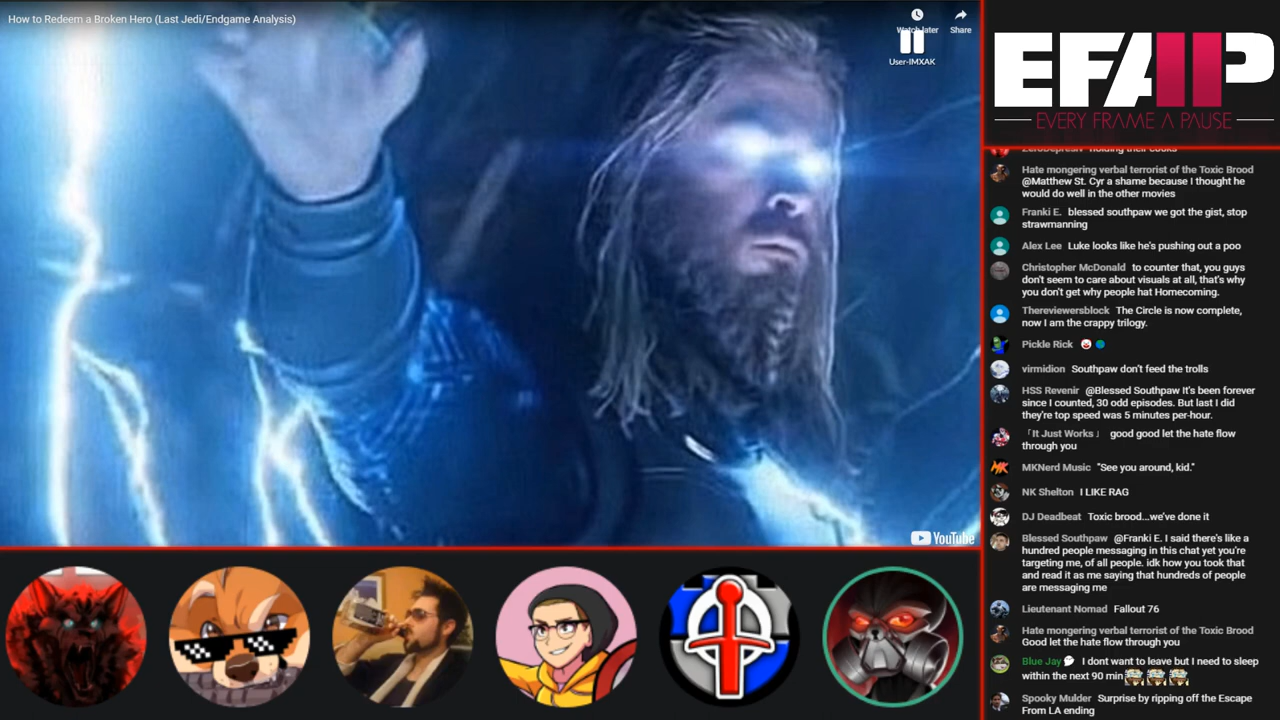 How to Redeem a Broken Hero (Last Jedi/Endgame Analysis)
Watch later
Share
User-IMXAK
YouTube
EFAP
EVERY FRAME A PAUSE
holding their cocks
Hate mongering verbal terrorist of the Toxic Brood
@Matthew St. Cyr a shame because I thought he
would do well in the other movies
Franki E. blessed southpaw we got the gist, stop
strawmanning
Alex Lee Luke looks like he's pushing out a poo
Christopher McDonald to counter that, you guys
don't seem to care about visuals at all, that's why
you don't get why people hat Homecoming.
Thereviewersblock The Circle is now complete,
now I am the crappy trilogy.
Pickle Rick
virmidion Southpaw don't feed the trolls
HSS Revenir @Blessed Southpaw It's been forever
since I counted, 30 odd episodes. But last I did
they're top speed was 5 minutes per-hour.
「It Just Works」 good good let the hate flow
through you
MKNerd Music "See you around, kid."
MK
NK Shelton I LIKE RAG
DJ Deadbeat Toxic brood...we've done it
Blessed Southpaw @Franki E. I said there's like a
hundred people messaging in this chat yet you're
targeting me, of all people. idk how you took that
and read it as me saying that hundreds of people
are messaging me
Lieutenant Nomad Fallout 76
Hate mongering verbal terrorist of the Toxic Brood
Good let the hate flow through you
Blue Jay I dont want to leave but I need to sleep
within the next 90 min
Spooky Mulder Surprise by ripping off the Escape
From LA ending